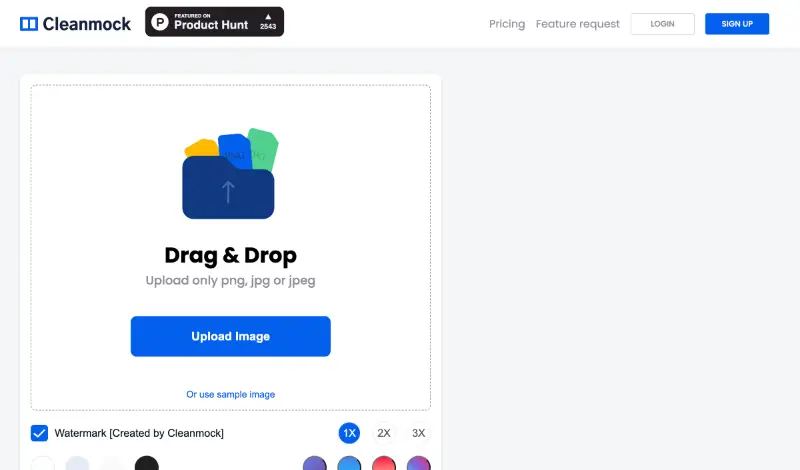 Cleanmock
P
FEATURED ON
Product Hunt
2543
Pricing
Feature request
LOGIN
SIGN UP
Drag & Drop
Upload only png, jpg or jpeg
Upload Image
Or use sample image
Watermark [Created by Cleanmock]
1X
2X
3X